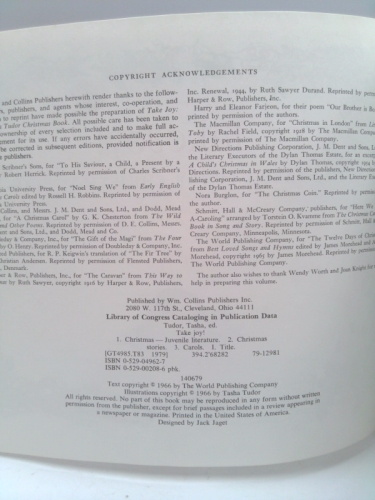 COPYRIGHT ACKNOWLEDGEMENTS
and Collins Publishers herewith render thanks to the follow-
s, publishers, and agents whose interest, co-operation, and
to reprint have made possible the preparation of Take Joy:
Tudor Christmas Book. All possible care has been taken to
ownership of every selection included and to make full ac-
ment for its use. If any errors have accidentally occurred,
be corrected in subsequent editions, provided notification is
e publishers.
Scribner's Sons, for "To His Saviour, a Child, a Present by a
Robert Herrick. Reprinted by permission of Charles Scribner's
University Press, for "Noel Sing We" from Early English
Carols edited by Russell H. Robbins. Reprinted by permission of
University Press.
Collins, and Messrs. J. M. Dent and Sons, Ltd., and Dodd, Mead
for "A Christmas Carol" by G. K. Chesterton from The Wild
and Other Poems. Reprinted by permission of D. E. Collins, Messrs.
Dent and Sons, Ltd., and Dodd, Mead and Co.
day & Company, Inc., for "The Gift of the Magi" from The Four
by O. Henry. Reprinted by permission of Doubleday & Company, Inc.
for R. P. Keigwin's translation of "The Fir Tree" by
Christian Andersen. Reprinted by permission of Flensted Publishers,
Denmark.
& Row, Publishers, Inc., for "The Caravan" from This Way to
by Ruth Sawyer, copyright 1916 by Harper & Row, Publishers,
Inc. Renewal, 1944, by Ruth Sawyer Durand. Reprinted by permission
Harper & Row, Publishers, Inc.
Harry and Eleanor Farjeon, for their poem "Our Brother is
printed by permission of the authors.
The Macmillan Company, for "Christmas in London" from
Toby by Rachel Field, copyright 1918 by The Macmillan Com
printed by permission of The Macmillan Company.
New Directions Publishing Corporation, J. M. Dent and Sons, Lt
the Literary Executors of the Dylan Thomas Estate, for an excerp
A Child's Christmas in Wales by Dylan Thomas, copyright 1954 b
Directions. Reprinted by permission of the publishers, New Directi
lishing Corporation, J. M. Dent and Sons, Ltd., and the Literary Ex
of the Dylan Thomas Estate.
Nora Burglon, for "The Christmas Coin." Reprinted by permiss
the author.
Schmitt, Hall & McCreary Company, publishers, for "Here We
A-Caroling" arranged by Torstein O. Kvamme from The Christmas C
Book in Song and Story. Reprinted by permission of Schmitt, Hall
Creary Company, Minneapolis, Minnesota.
The World Publishing Company, for "The Twelve Days of Christ
from Best Loved Songs and Hymns edited by James Morehead and
Morehead, copyright 1965 by James Morehead. Reprinted by permission
The World Publishing Company.
The author also wishes to thank Wendy Worth and Joan Knight for
help in preparing this volume.
Published by Wm. Collins Publishers Inc.
2080 W. 117th St., Cleveland, Ohio 44111
Library of Congress Cataloging in Publication Data
Tudor, Tasha, ed.
Take joy!
1. Christmas—Juvenile literature. 2. Christmas
stories. 3. Carols. I. Title.
[GT4985.T83 1979] 394.2'68282 79-12981
ISBN 0-529-04962-7
ISBN 0-529-00208-6 pbk.
140679
Text copyright © 1966 by The World Publishing Company
Illustrations copyright © 1966 by Tasha Tudor
All rights reserved. No part of this book may be reproduced in any form without written
permission from the publisher, except for brief passages included in a review appearing in
a newspaper or magazine. Printed in the United States of America.
Designed by Jack Jaget